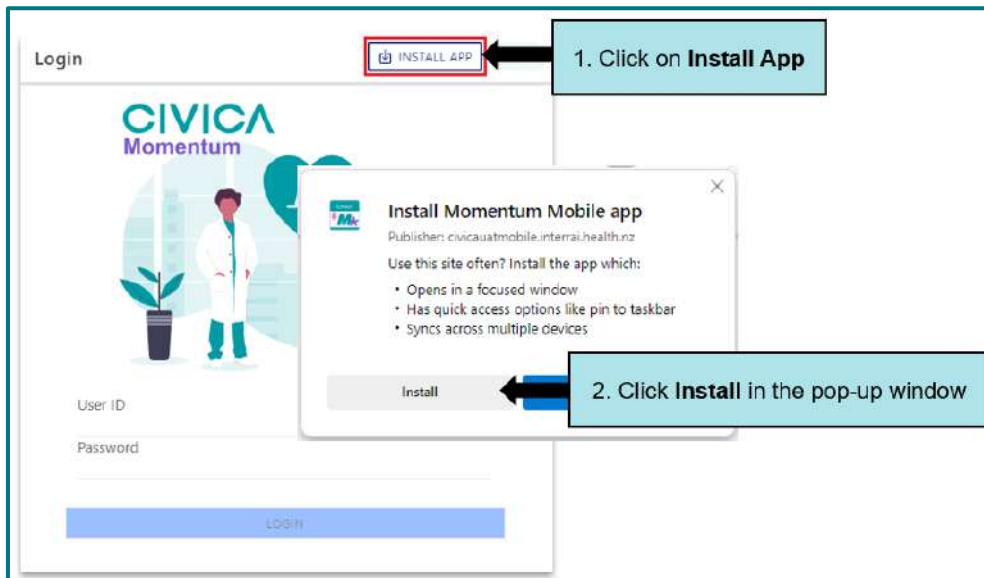 Login
INSTALL APP
1. Click on Install App
CIVICA
Momentum
Install Momentum Mobile app
Publisher: civicauatmobile.interrai.health.nz
Use this site often? Install the app which:
• Opens in a focused window
• Has quick access options like pin to taskbar
• Syncs across multiple devices
Install
2. Click Install in the pop-up window
User ID
Password
LOGIN